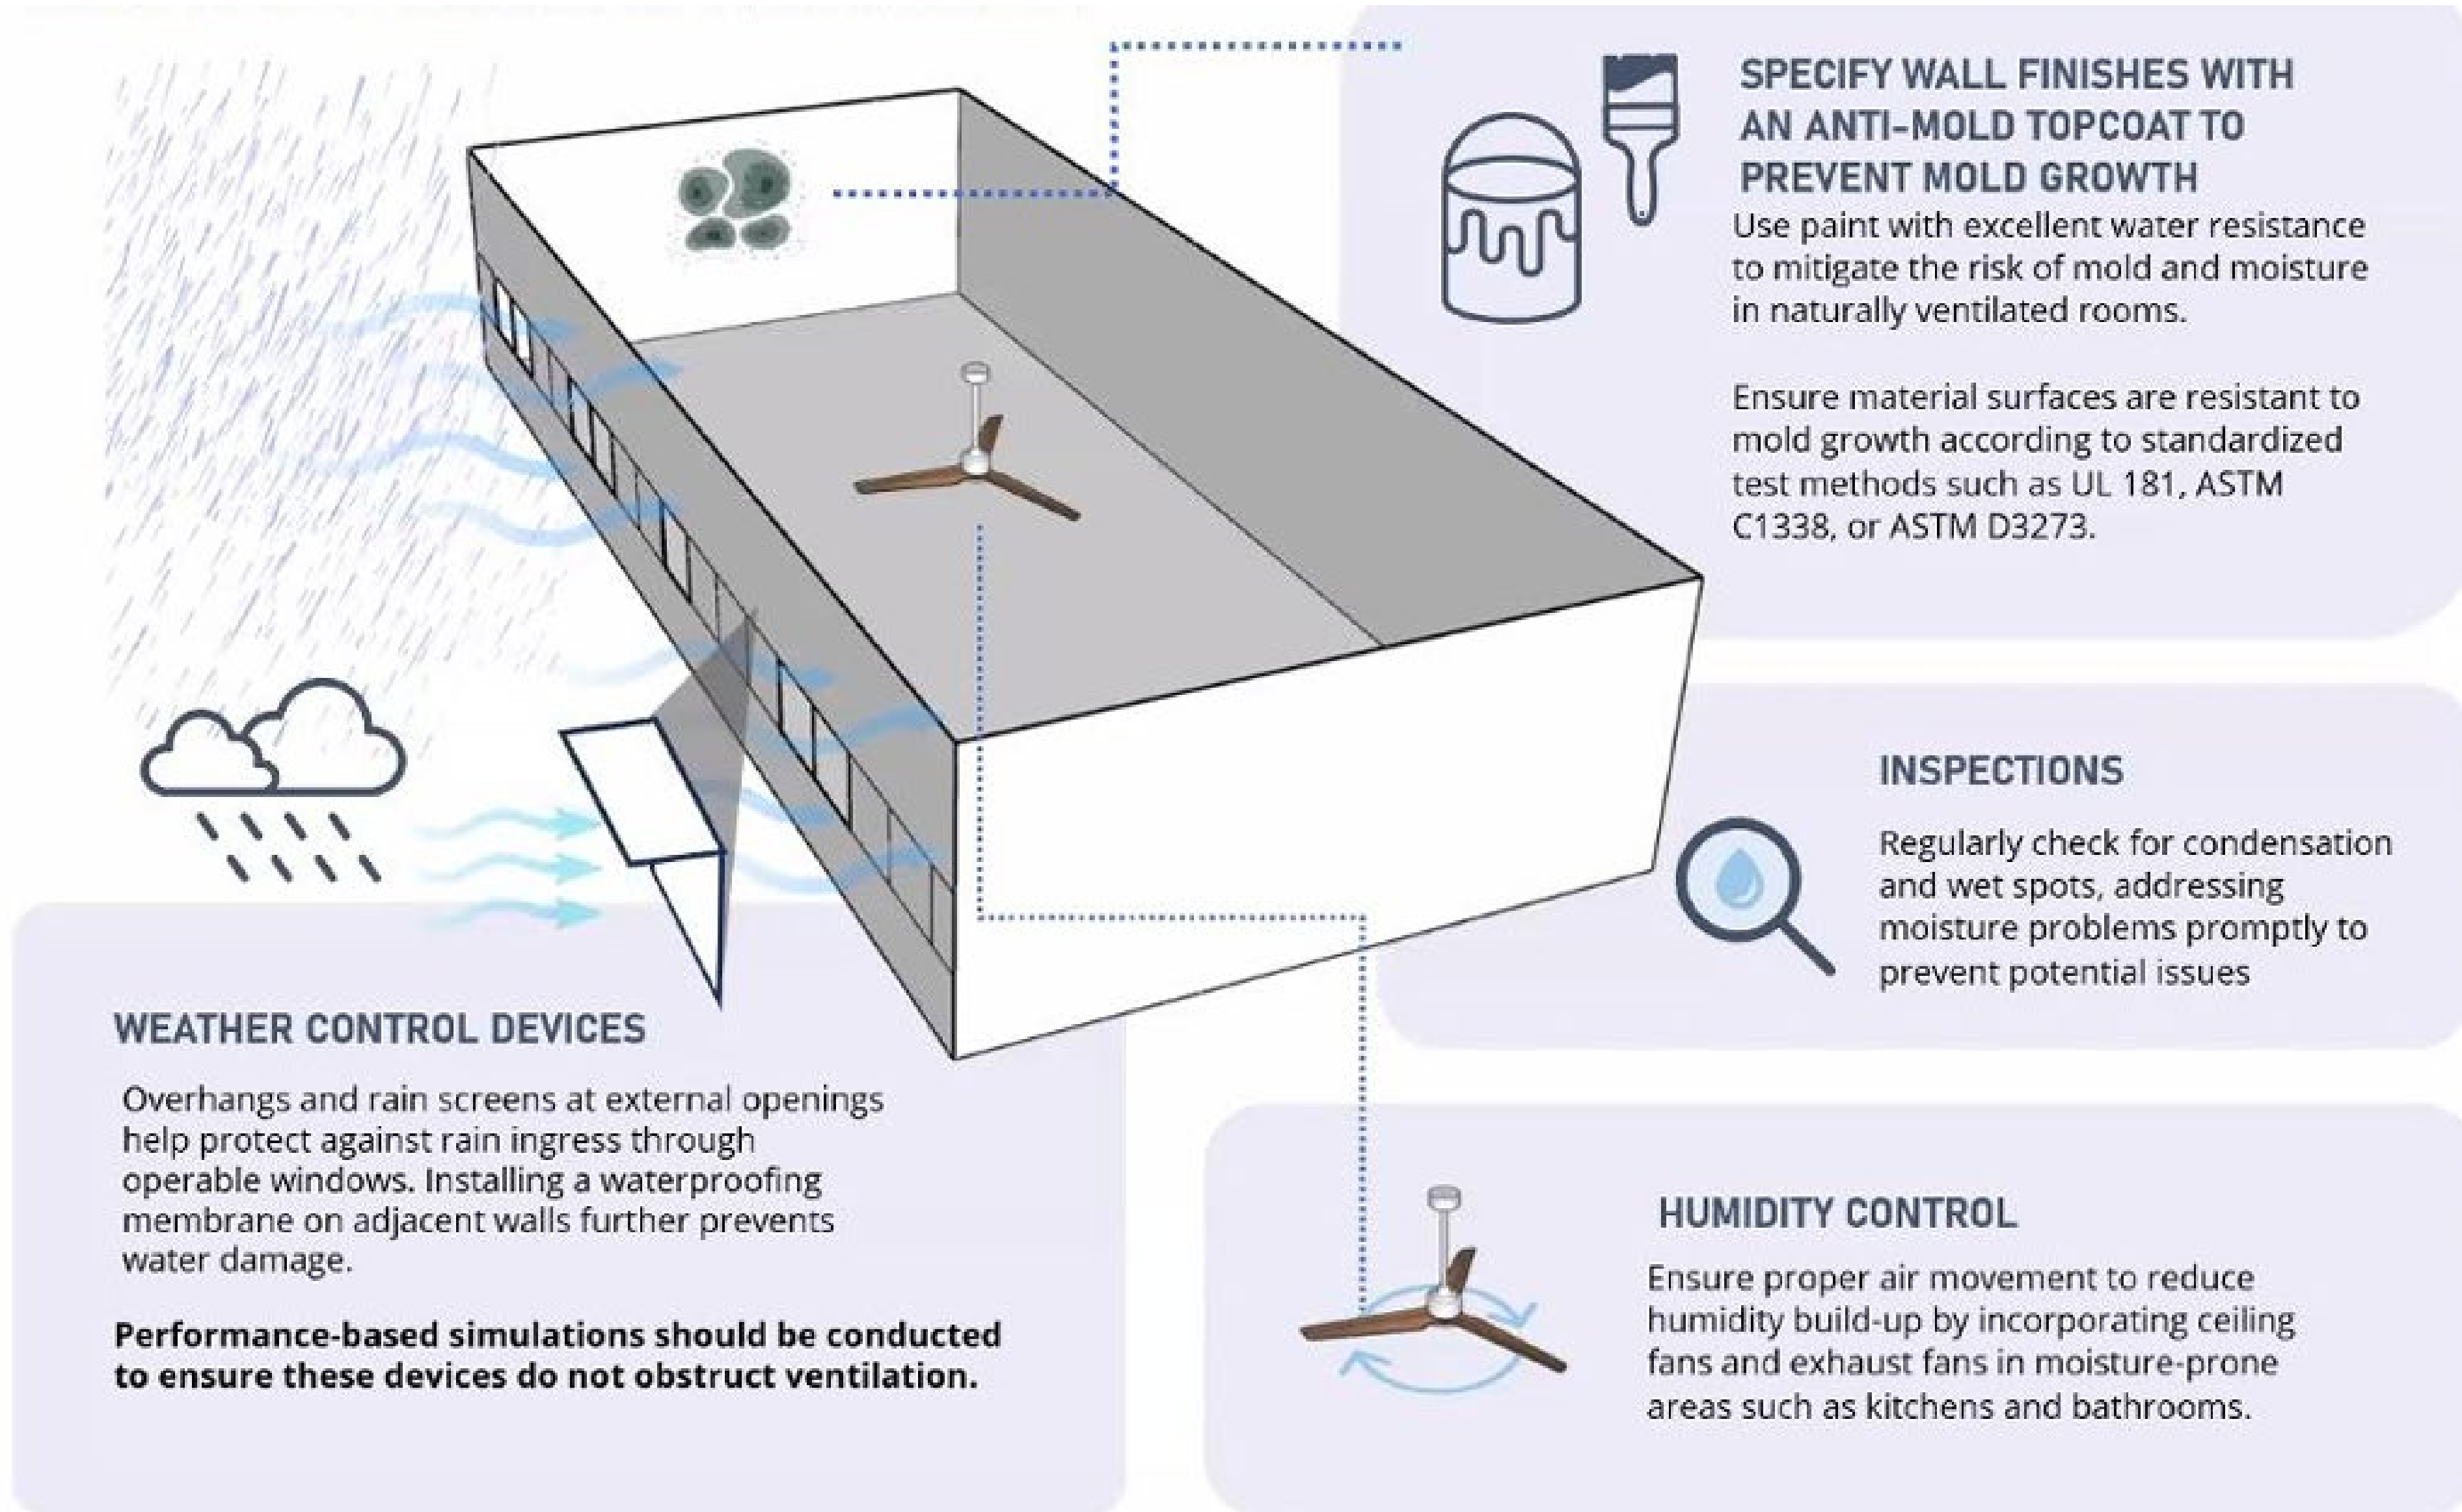 SPECIFY WALL FINISHES WITH
AN ANTI-MOLD TOPCOAT TO
PREVENT MOLD GROWTH
Use paint with excellent water resistance
to mitigate the risk of mold and moisture
in naturally ventilated rooms.
Ensure material surfaces are resistant to
mold growth according to standardized
test methods such as UL 181, ASTM
C1338, or ASTM D3273.
INSPECTIONS
Regularly check for condensation
and wet spots, addressing
moisture problems promptly to
prevent potential issues
WEATHER CONTROL DEVICES
Overhangs and rain screens at external openings
help protect against rain ingress through
operable windows. Installing a waterproofing
membrane on adjacent walls further prevents
water damage.
Performance-based simulations should be conducted
to ensure these devices do not obstruct ventilation.
HUMIDITY CONTROL
Ensure proper air movement to reduce
humidity build-up by incorporating ceiling
fans and exhaust fans in moisture-prone
areas such as kitchens and bathrooms.